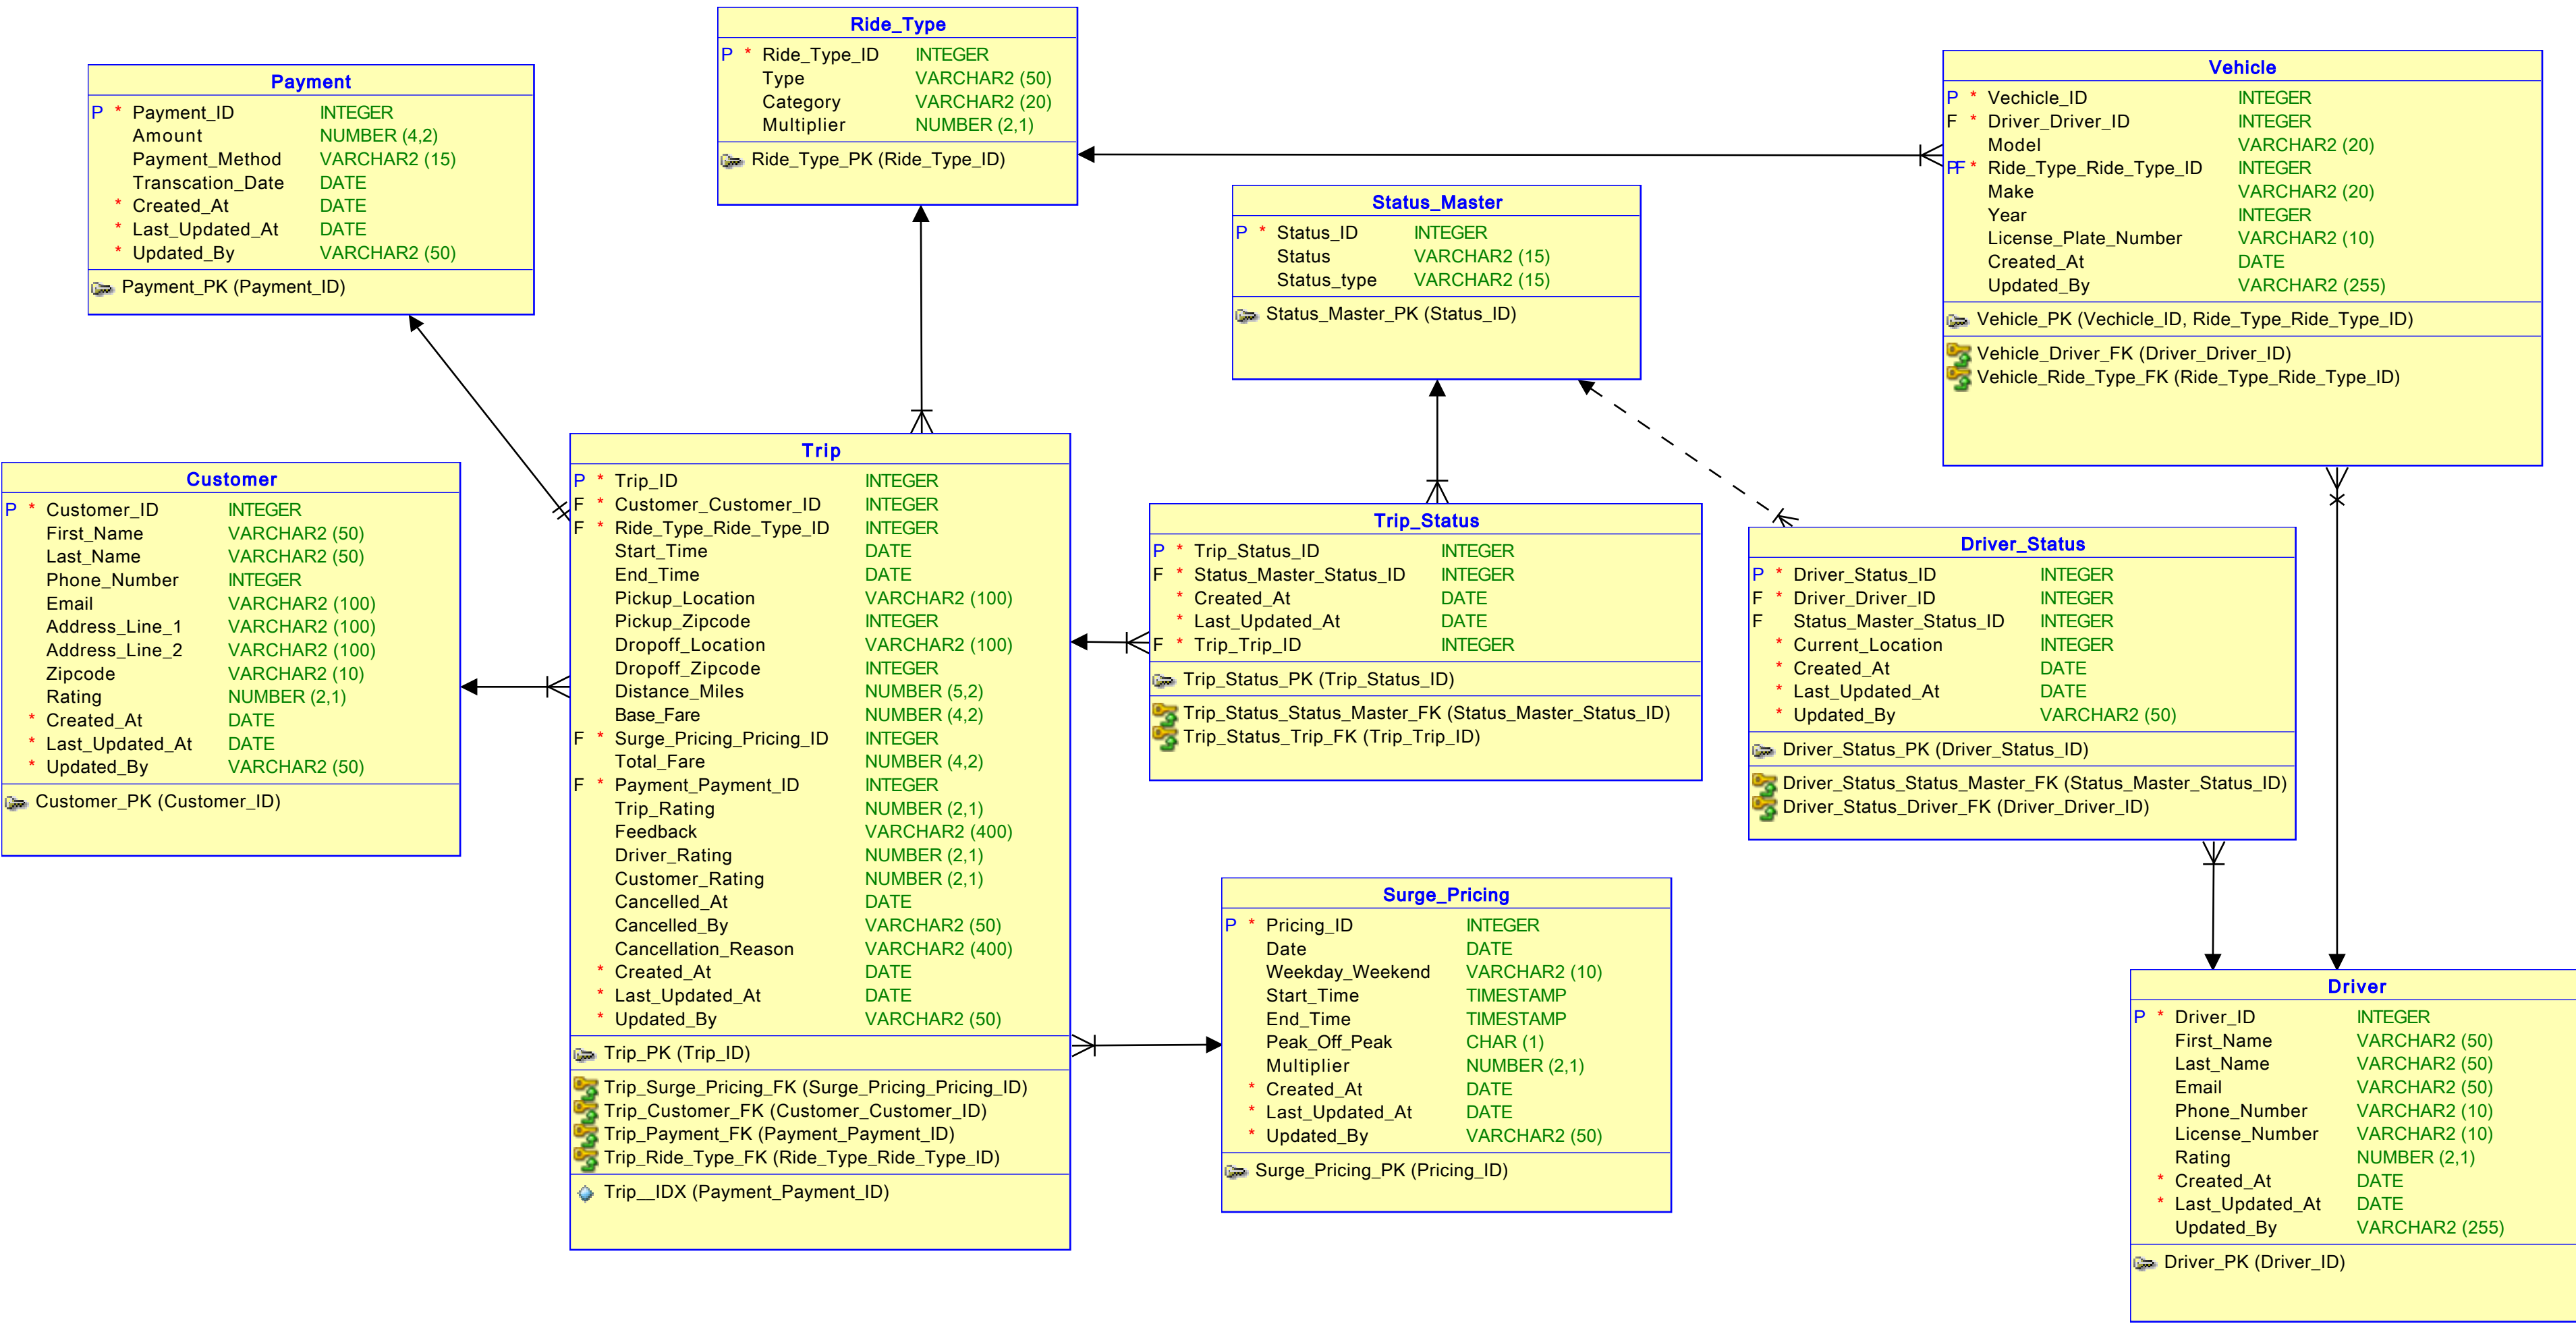 Ride_Type
P * Ride_Type_ID INTEGER
Type VARCHAR2 (50)
Category VARCHAR2 (20)
Multiplier NUMBER (2,1)
Ride_Type_PK (Ride_Type_ID)
Payment
P * Payment_ID INTEGER
Amount NUMBER (4,2)
Payment_Method VARCHAR2 (15)
Transcation_Date DATE
* Created_At DATE
* Last_Updated_At DATE
* Updated_By VARCHAR2 (50)
Payment_PK (Payment_ID)
Vehicle
P * Vechicle_ID INTEGER
F * Driver_Driver_ID INTEGER
Model VARCHAR2 (20)
PF * Ride_Type_Ride_Type_ID INTEGER
Make VARCHAR2 (20)
Year INTEGER
License_Plate_Number VARCHAR2 (10)
Created_At DATE
Updated_By VARCHAR2 (255)
Vehicle_PK (Vechicle_ID, Ride_Type_Ride_Type_ID)
Vehicle_Driver_FK (Driver_Driver_ID)
Vehicle_Ride_Type_FK (Ride_Type_Ride_Type_ID)
Status_Master
P * Status_ID INTEGER
Status VARCHAR2 (15)
Status_type VARCHAR2 (15)
Status_Master_PK (Status_ID)
Customer
P * Customer_ID INTEGER
First_Name VARCHAR2 (50)
Last_Name VARCHAR2 (50)
Phone_Number INTEGER
Email VARCHAR2 (100)
Address_Line_1 VARCHAR2 (100)
Address_Line_2 VARCHAR2 (100)
Zipcode VARCHAR2 (10)
Rating NUMBER (2,1)
* Created_At DATE
* Last_Updated_At DATE
* Updated_By VARCHAR2 (50)
Customer_PK (Customer_ID)
Trip
P * Trip_ID INTEGER
F * Customer_Customer_ID INTEGER
F * Ride_Type_Ride_Type_ID INTEGER
Start_Time DATE
End_Time DATE
Pickup_Location VARCHAR2 (100)
Pickup_Zipcode INTEGER
Dropoff_Location VARCHAR2 (100)
Dropoff_Zipcode INTEGER
Distance_Miles NUMBER (5,2)
Base_Fare NUMBER (4,2)
F * Surge_Pricing_Pricing_ID INTEGER
Total_Fare NUMBER (4,2)
F * Payment_Payment_ID INTEGER
Trip_Rating NUMBER (2,1)
Feedback VARCHAR2 (400)
Driver_Rating NUMBER (2,1)
Customer_Rating NUMBER (2,1)
Cancelled_At DATE
Cancelled_By VARCHAR2 (50)
Cancellation_Reason VARCHAR2 (400)
* Created_At DATE
* Last_Updated_At DATE
* Updated_By VARCHAR2 (50)
Trip_PK (Trip_ID)
Trip_Surge_Pricing_FK (Surge_Pricing_Pricing_ID)
Trip_Customer_FK (Customer_Customer_ID)
Trip_Payment_FK (Payment_Payment_ID)
Trip_Ride_Type_FK (Ride_Type_Ride_Type_ID)
Trip__IDX (Payment_Payment_ID)
Trip_Status
P * Trip_Status_ID INTEGER
F * Status_Master_Status_ID INTEGER
* Created_At DATE
* Last_Updated_At DATE
F * Trip_Trip_ID INTEGER
Trip_Status_PK (Trip_Status_ID)
Trip_Status_Status_Master_FK (Status_Master_Status_ID)
Trip_Status_Trip_FK (Trip_Trip_ID)
Driver_Status
P * Driver_Status_ID INTEGER
F * Driver_Driver_ID INTEGER
F Status_Master_Status_ID INTEGER
* Current_Location INTEGER
* Created_At DATE
* Last_Updated_At DATE
* Updated_By VARCHAR2 (50)
Driver_Status_PK (Driver_Status_ID)
Driver_Status_Status_Master_FK (Status_Master_Status_ID)
Driver_Status_Driver_FK (Driver_Driver_ID)
Surge_Pricing
P * Pricing_ID INTEGER
Date DATE
Weekday_Weekend VARCHAR2 (10)
Start_Time TIMESTAMP
End_Time TIMESTAMP
Peak_Off_Peak CHAR (1)
Multiplier NUMBER (2,1)
* Created_At DATE
* Last_Updated_At DATE
* Updated_By VARCHAR2 (50)
Surge_Pricing_PK (Pricing_ID)
Driver
P * Driver_ID INTEGER
First_Name VARCHAR2 (50)
Last_Name VARCHAR2 (50)
Email VARCHAR2 (50)
Phone_Number VARCHAR2 (10)
License_Number VARCHAR2 (10)
Rating NUMBER (2,1)
* Created_At DATE
* Last_Updated_At DATE
Updated_By VARCHAR2 (255)
Driver_PK (Driver_ID)